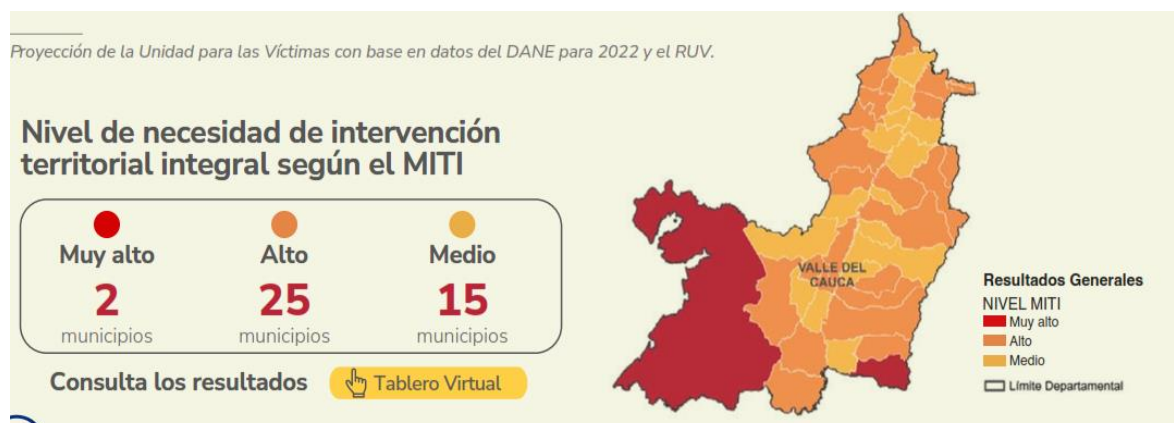 Proyección de la Unidad para las Víctimas con base en datos del DANE para 2022 y el RUV.
Nivel de necesidad de intervención
territorial integral según el MITI
Muy alto
2
municipios
Alto
25
municipios
Medio
15
municipios
Consulta los resultados
Tablero Virtual
VALLE DEL
CAUCA
Resultados Generales
NIVEL MITI
Muy alto
Alto
Medio
Límite Departamental